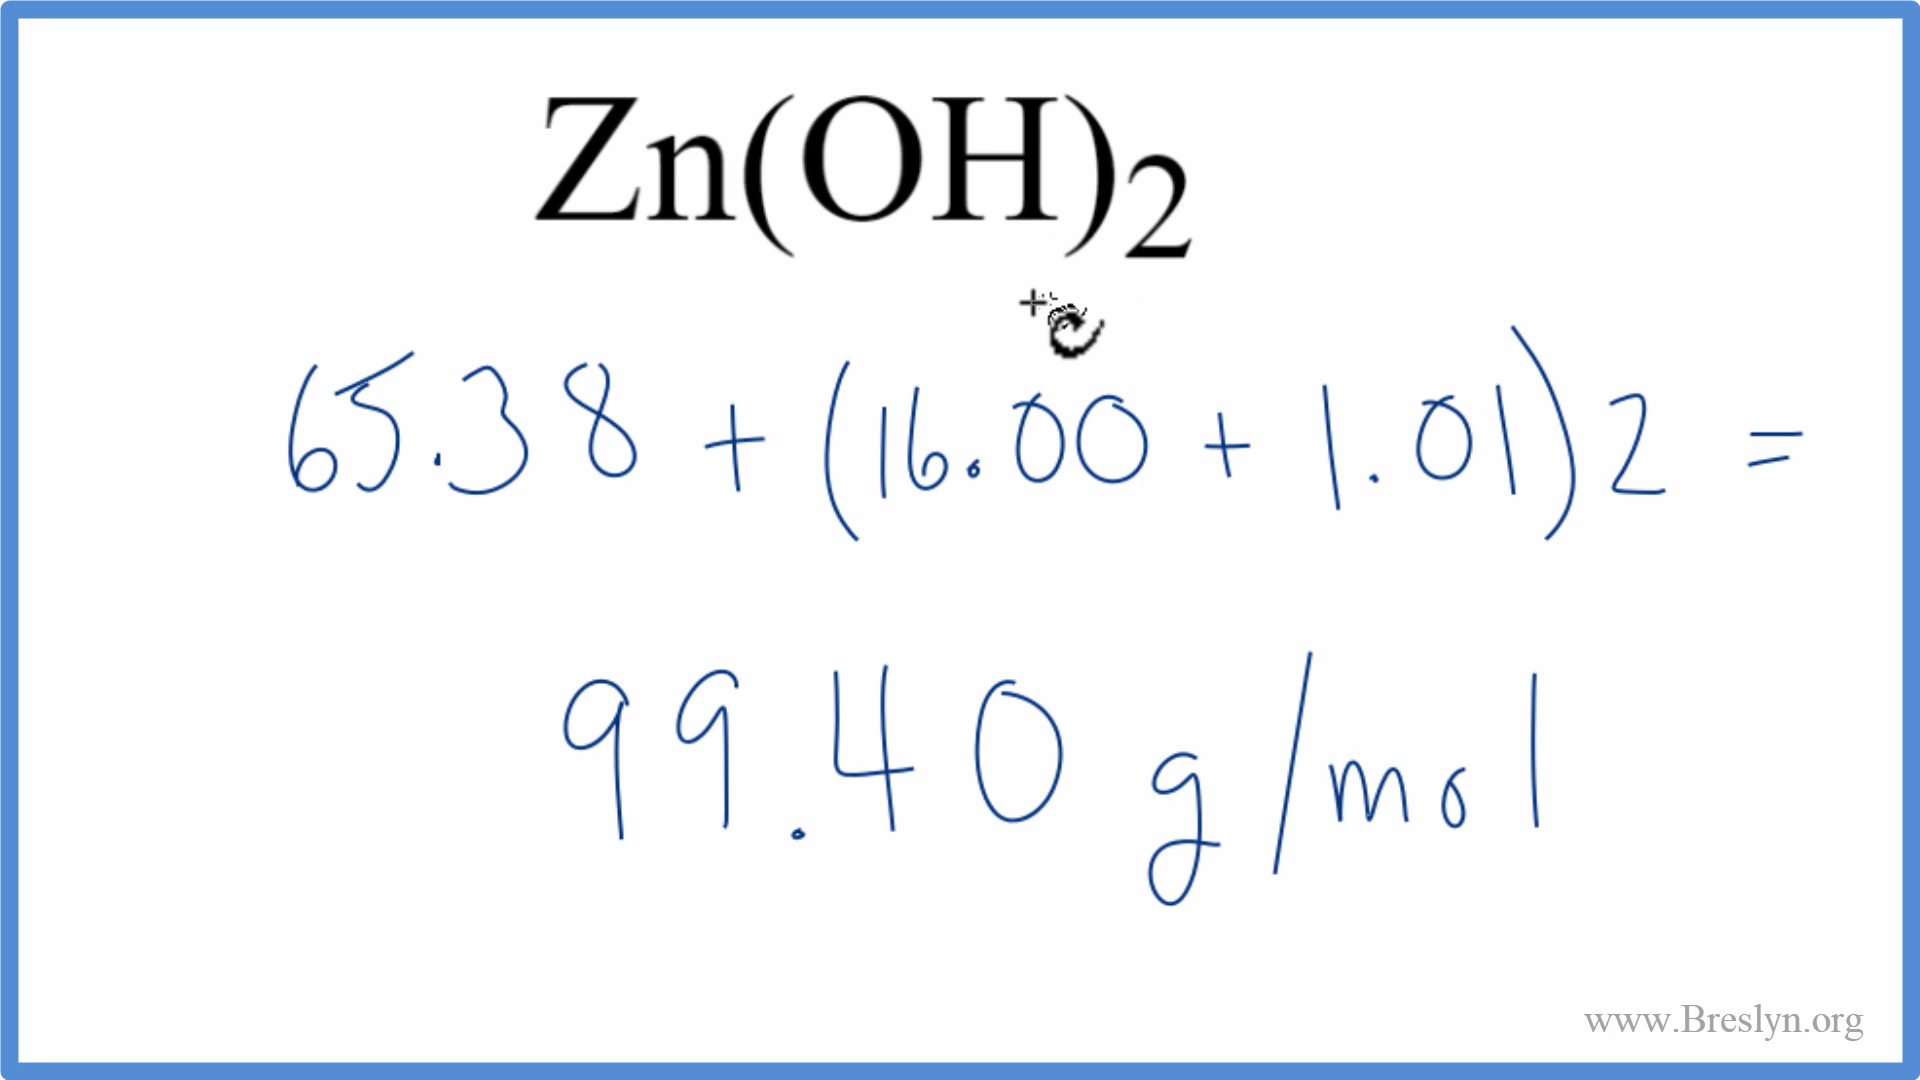 Zn(OH)₂
65.38 + (16.00 + 1.01)2 =
99.40 g/mol
www.Breslyn.org